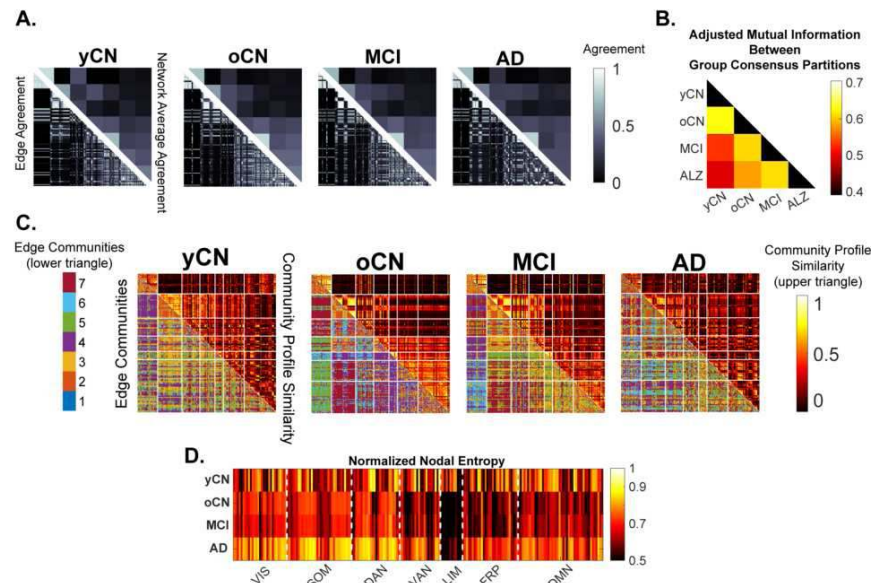 A.
yCN
oCN
MCI
AD
Edge Agreement
Network Average Agreement
Agreement
1
0.5
0
B.
Adjusted Mutual Information
Between
Group Consensus Partitions
yCN
oCN
MCI
ALZ
yCN
oCN
MCI
ALZ
0.7
0.6
0.5
0.4
C.
Edge Communities
(lower triangle)
7
6
5
4
3
2
1
yCN
oCN
MCI
AD
Edge Communities
Community Profile Similarity
Community Profile
Similarity
(upper triangle)
1
0.5
0
D.
Normalized Nodal Entropy
yCN
oCN
MCI
AD
VIS
SOM
DAN
VAN
LIM
FRP
DMN
1
0.9
0.8
0.7
0.6
0.5